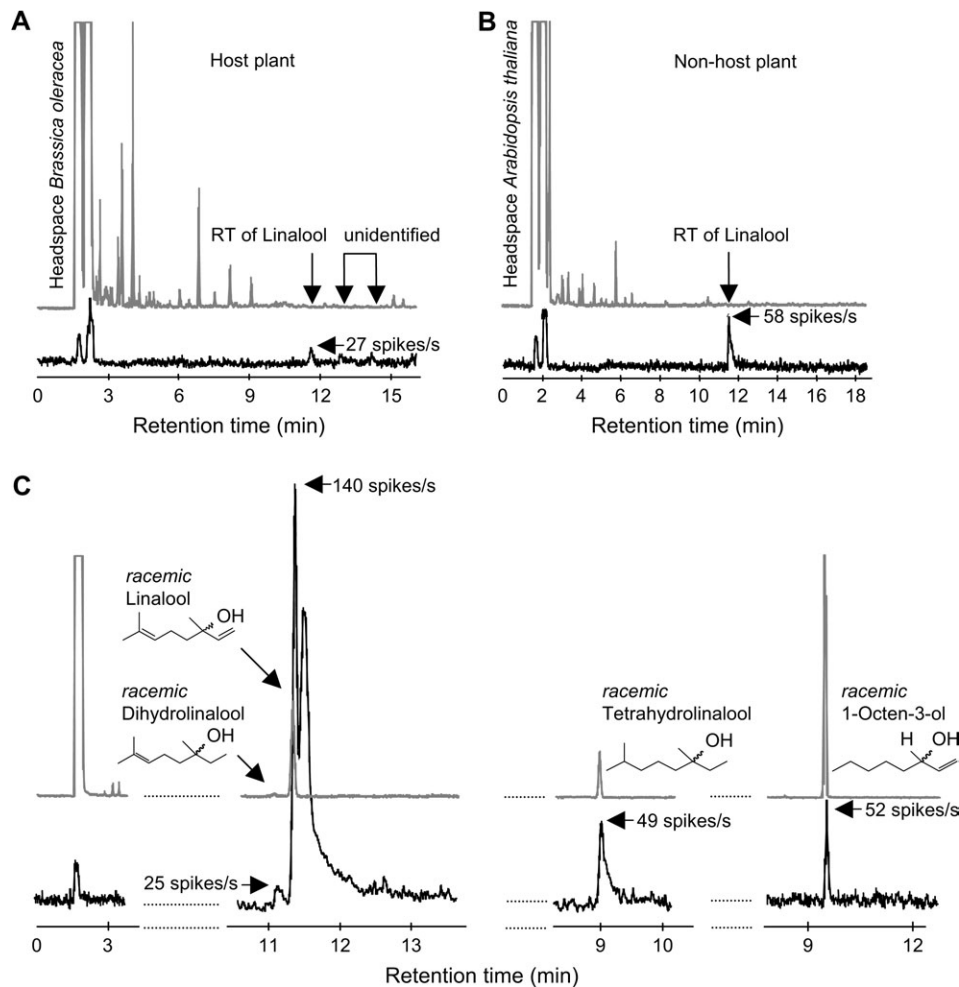 A
Headspace Brassica oleracea
Host plant
RT of Linalool
unidentified
27 spikes/s
0 3 6 9 12 15
Retention time (min)
B
Headspace Arabidopsis thaliana
Non-host plant
RT of Linalool
58 spikes/s
0 2 4 6 8 10 12 14 16 18
Retention time (min)
C
140 spikes/s
racemic
Linalool
OH
racemic
Dihydrolinalool
OH
25 spikes/s
racemic
Tetrahydrolinalool
OH
49 spikes/s
racemic
1-Octen-3-ol
H OH
52 spikes/s
0 3 11 12 13 9 10 9 12
Retention time (min)